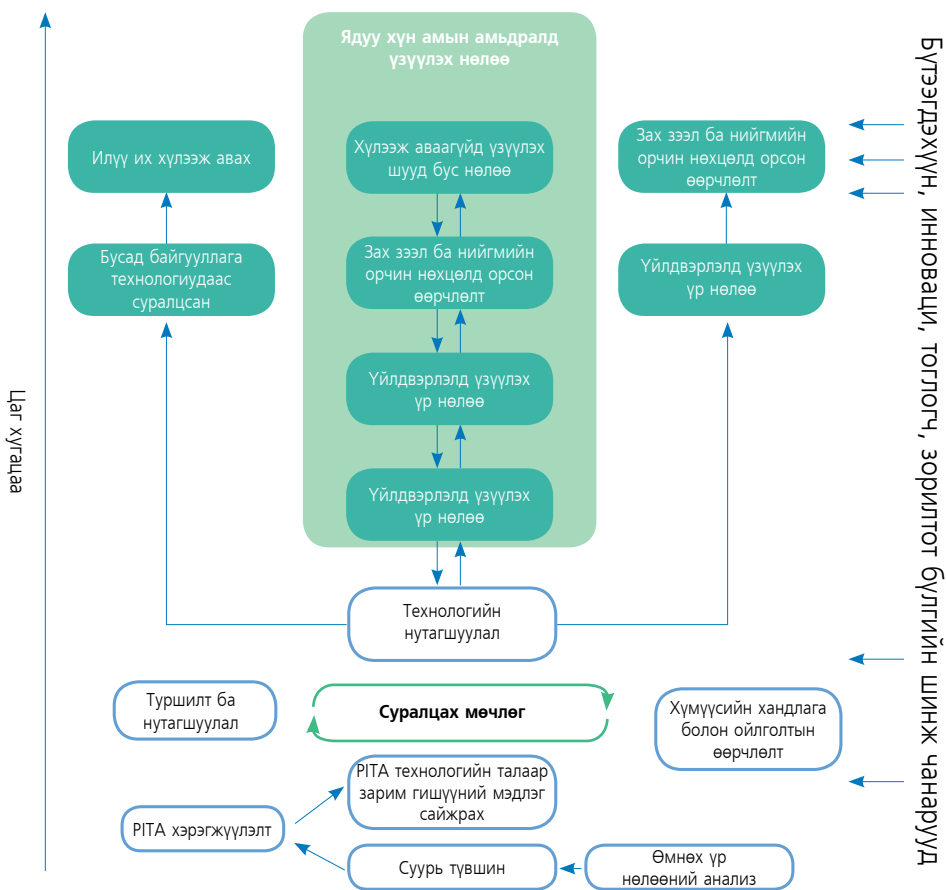 Ядуу хүн амын амьдралд
үзүүлэх нөлөө
Илүү их хүлээж авах
Хүлээж аваагүйд үзүүлэх
шууд бус нөлөө
Зах зээл ба нийгмийн
орчин нөхцөлд орсон
өөрчлөлт
Бусад байгууллага
технологиудаас
суралцсан
Зах зээл ба нийгмийн
орчин нөхцөлд орсон
өөрчлөлт
Үйлдвэрлэлд үзүүлэх
үр нөлөө
Үйлдвэрлэлд үзүүлэх
үр нөлөө
Үйлдвэрлэлд үзүүлэх
үр нөлөө
Технологийн
нутагшуулал
Туршилт ба
нутагшуулал
Суралцах мөчлөг
Хүмүүсийн хандлага
болон ойлголтын
өөрчлөлт
PITA технологийн талаар
зарим гишүүний мэдлэг
сайжрах
PITA хэрэгжүүлэлт
Суурь түвшин
Өмнөх үр
нөлөөний анализ
Цаг хугацаа
Бүтээгдэхүүн, инноваци, тоглогч, зорилтот бүлгийн шинж чанарууд